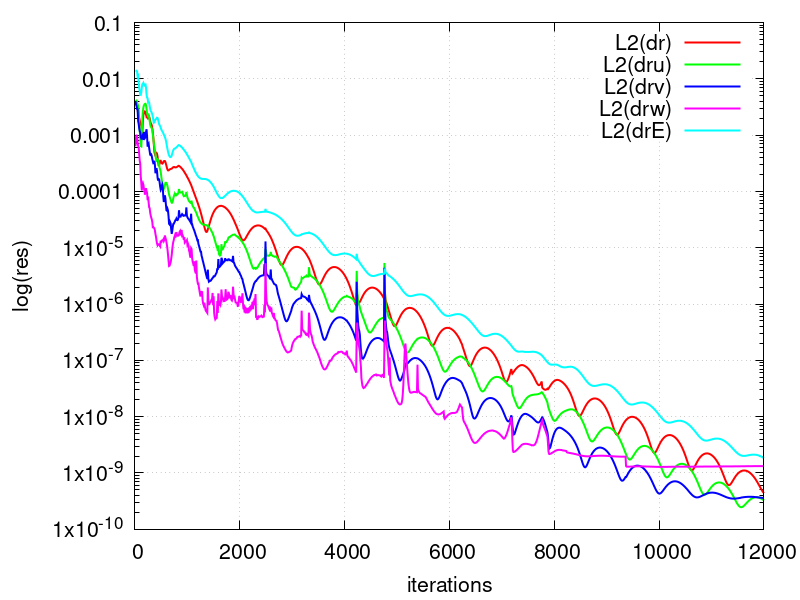 0.1
0.01
0.001
0.0001
1x10-5
1x10-6
1x10-7
1x10-8
1x10-9
1x10-10
log(res)
L2(dr)
L2(dru)
L2(drv)
L2(drw)
L2(drE)
0 2000 4000 6000 8000 10000 12000
iterations